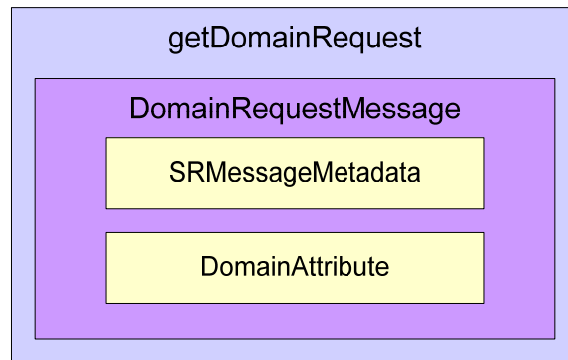 getDomainRequest
DomainRequestMessage
SRMessageMetadata
DomainAttribute